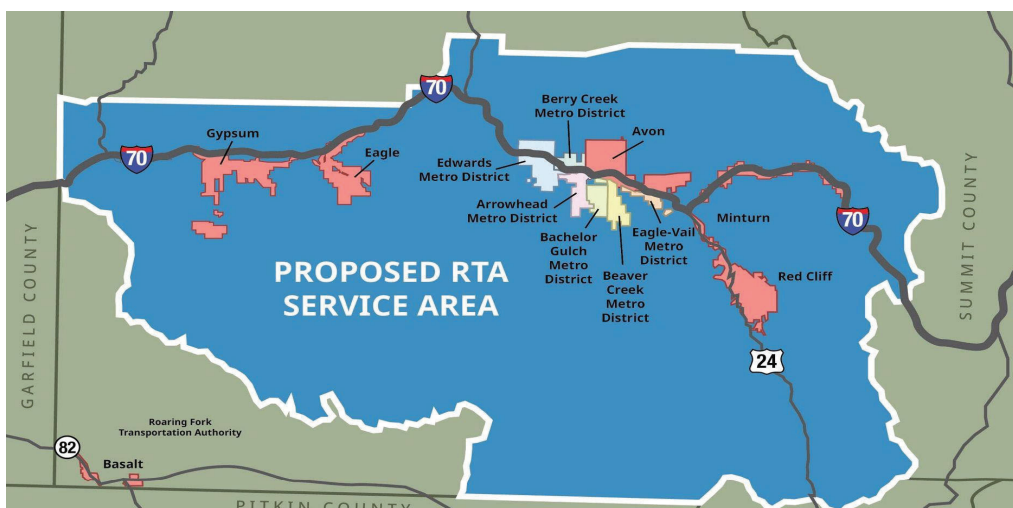 70
Berry Creek
Metro District
Gypsum
Avon
70
Eagle
Edwards
Metro District
Arrowhead
Metro District
Minturn
Bachelor
Gulch
Metro
District
Eagle-Vail
Metro
District
70
Beaver
Creek
Metro
District
Red Cliff
PROPOSED RTA
SERVICE AREA
GARFIELD COUNTY
SUMMIT COUNTY
24
Roaring Fork
Transportation Authority
82
Basalt
PITKIN COUNTY